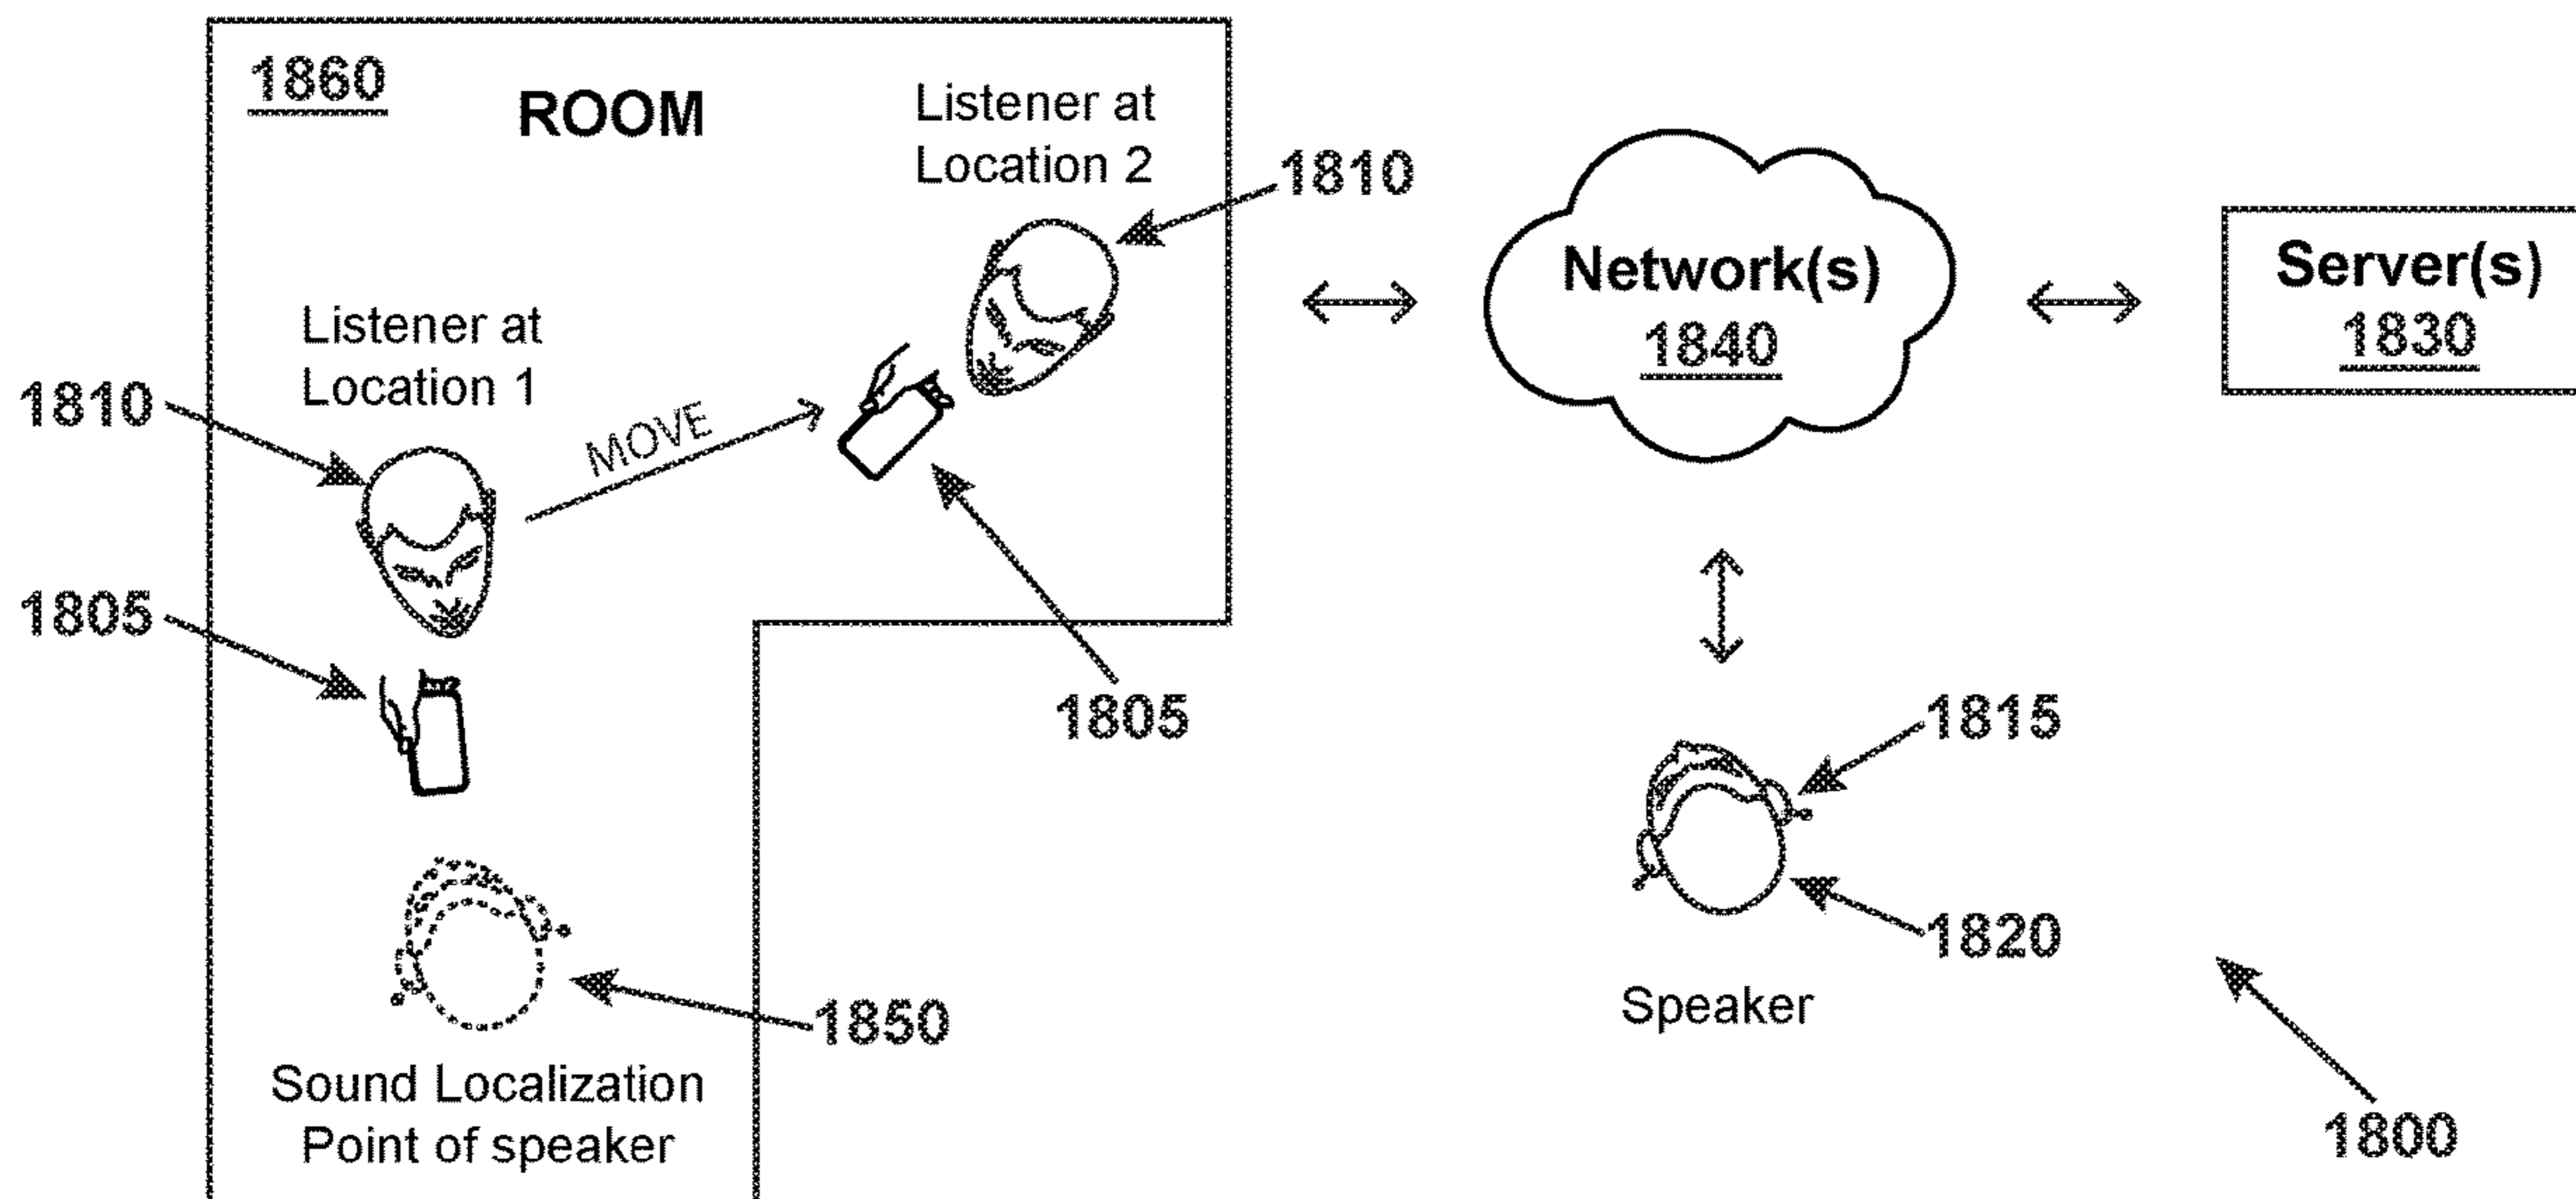 1860
ROOM
Listener at
Location 2
1810
Network(s)
1840
Server(s)
1830
Listener at
Location 1
1810
MOVE
1805
1805
1815
1820
Speaker
1850
Sound Localization
Point of speaker
1800